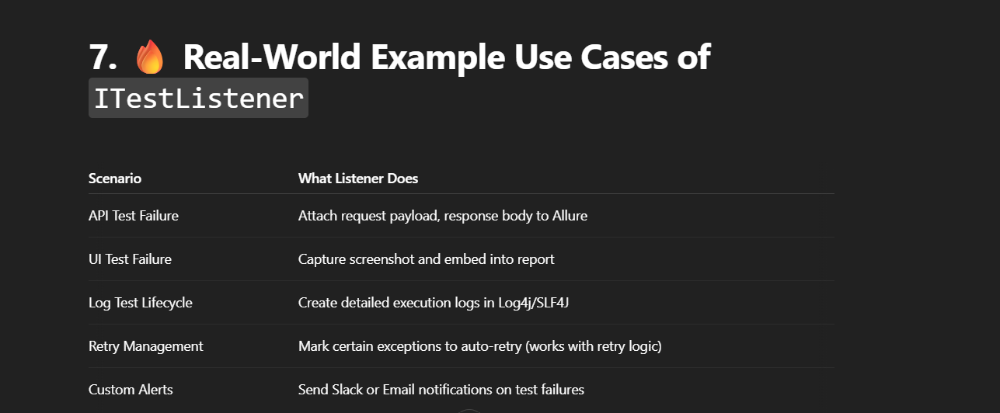 7. 🔥 Real-World Example Use Cases of
ITestListener
Scenario What Listener Does
API Test Failure Attach request payload, response body to Allure
UI Test Failure Capture screenshot and embed into report
Log Test Lifecycle Create detailed execution logs in Log4j/SLF4J
Retry Management Mark certain exceptions to auto-retry (works with retry logic)
Custom Alerts Send Slack or Email notifications on test failures